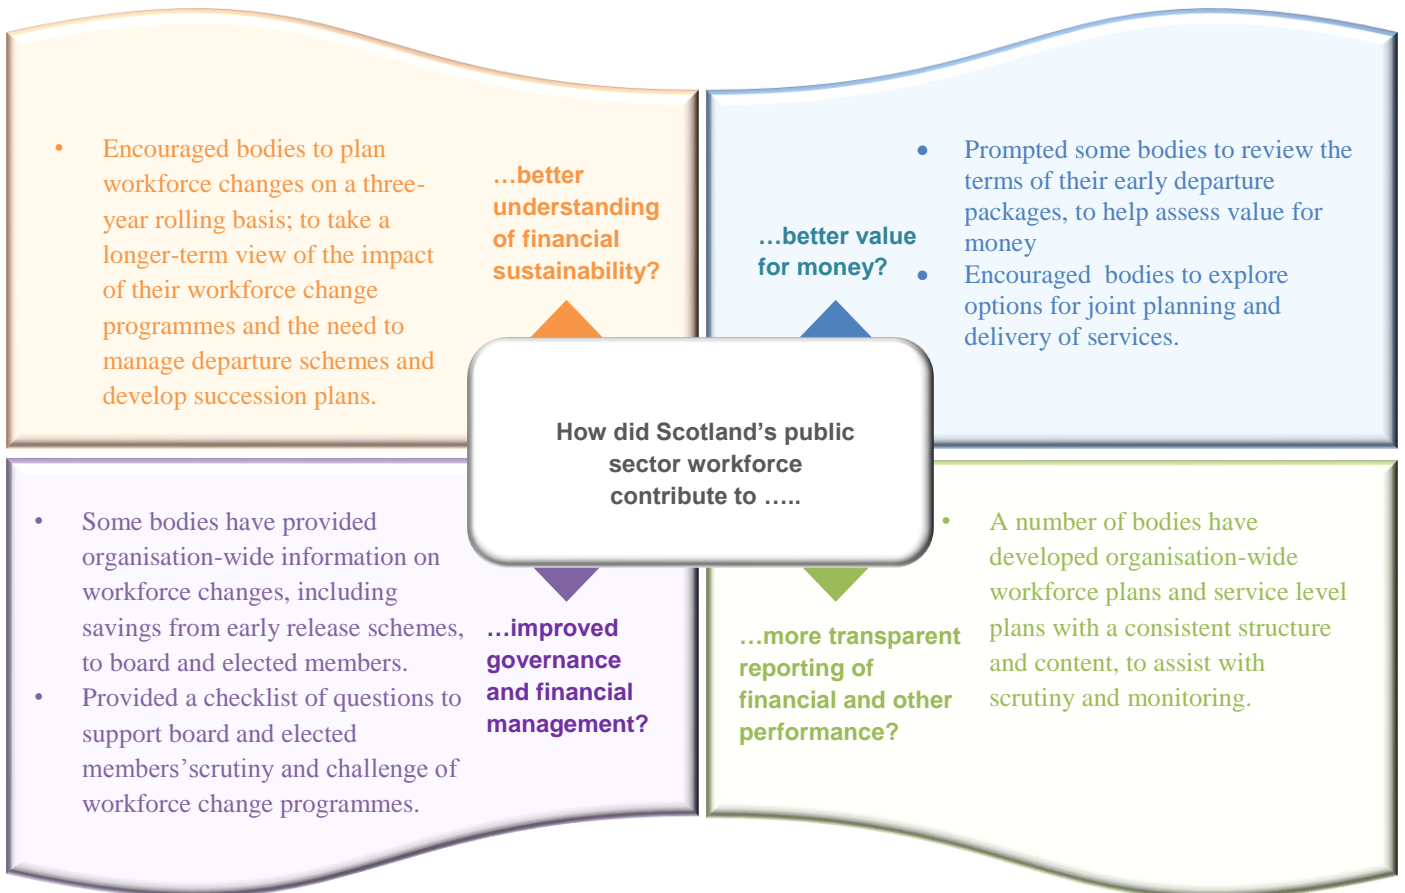 • Encouraged bodies to plan
workforce changes on a three-
year rolling basis; to take a
longer-term view of the impact
of their workforce change
programmes and the need to
manage departure schemes and
develop succession plans.
…better
understanding
of financial
sustainability?
…better value
for money?
• Prompted some bodies to review the
terms of their early departure
packages, to help assess value for
money
• Encouraged bodies to explore
options for joint planning and
delivery of services.
How did Scotland’s public
sector workforce
contribute to …..
• Some bodies have provided
organisation-wide information on
workforce changes, including
savings from early release schemes,
to board and elected members.
• Provided a checklist of questions to
support board and elected
members’scrutiny and challenge of
workforce change programmes.
…improved
governance
and financial
management?
…more transparent
reporting of
financial and other
performance?
• A number of bodies have
developed organisation-wide
workforce plans and service level
plans with a consistent structure
and content, to assist with
scrutiny and monitoring.